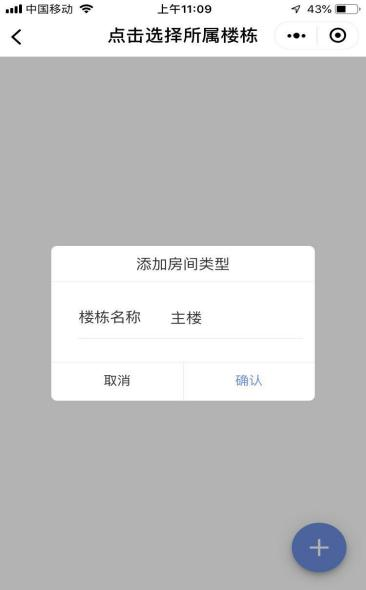 中国移动 上午11:09 43%
点击选择所属楼栋
添加房间类型
楼栋名称 主楼
取消 确认